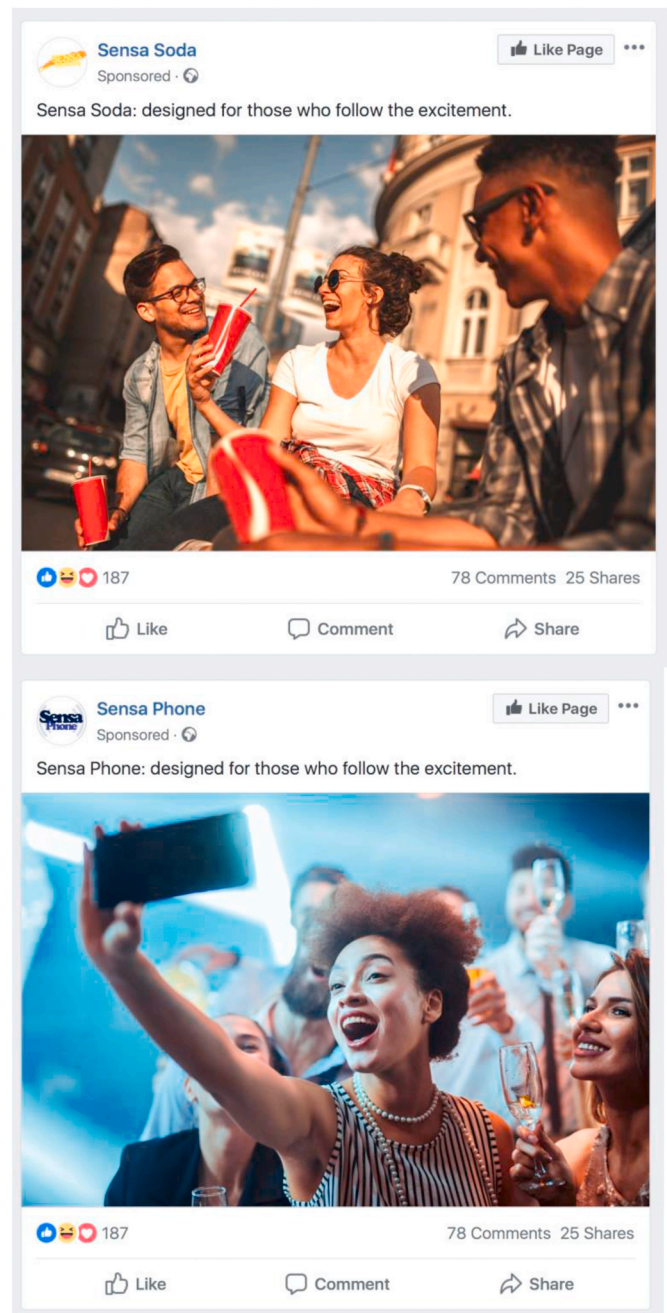 Sensa Soda
Like Page
Sponsored ·
Sensa Soda: designed for those who follow the excitement.
187
78 Comments 25 Shares
Like Comment Share
Sensa Phone
Sensa
Phone
Like Page
Sponsored ·
Sensa Phone: designed for those who follow the excitement.
187
78 Comments 25 Shares
Like Comment Share